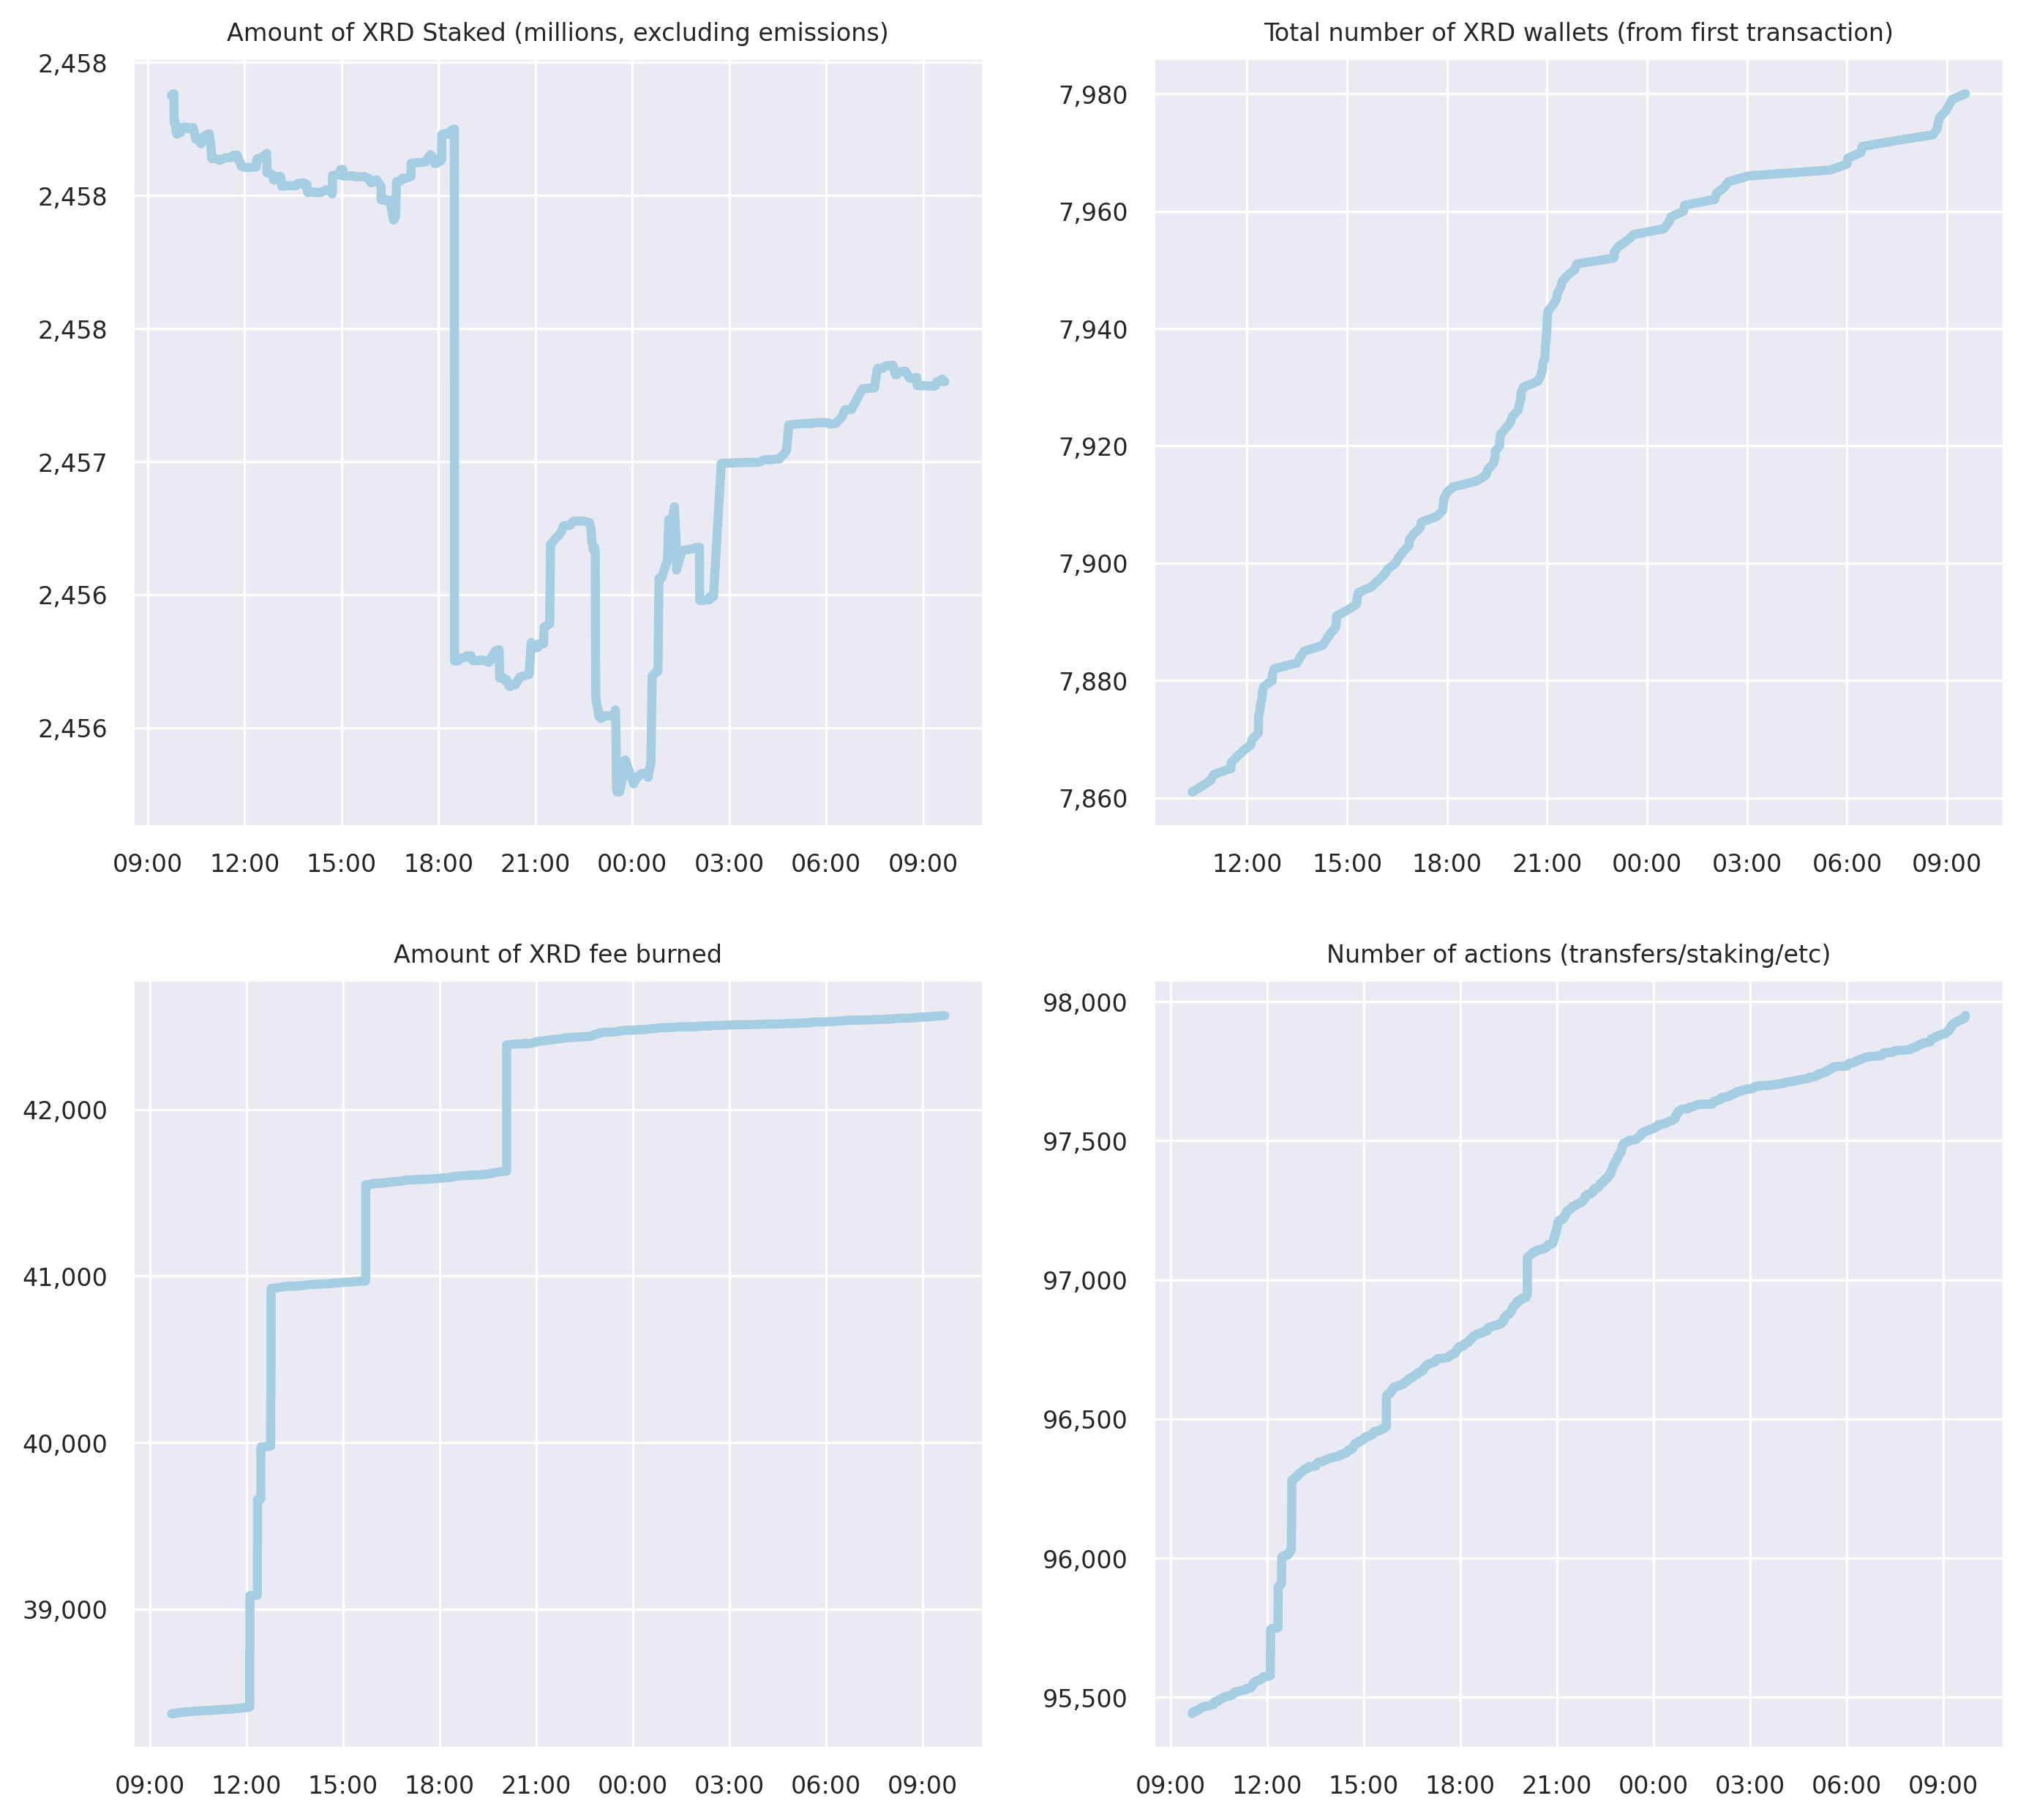 Amount of XRD Staked (millions, excluding emissions)
2,458
2,458
2,458
2,457
2,456
2,456
09:00 12:00 15:00 18:00 21:00 00:00 03:00 06:00 09:00
Total number of XRD wallets (from first transaction)
7,980
7,960
7,940
7,920
7,900
7,880
7,860
12:00 15:00 18:00 21:00 00:00 03:00 06:00 09:00
Amount of XRD fee burned
42,000
41,000
40,000
39,000
09:00 12:00 15:00 18:00 21:00 00:00 03:00 06:00 09:00
Number of actions (transfers/staking/etc)
98,000
97,500
97,000
96,500
96,000
95,500
09:00 12:00 15:00 18:00 21:00 00:00 03:00 06:00 09:00